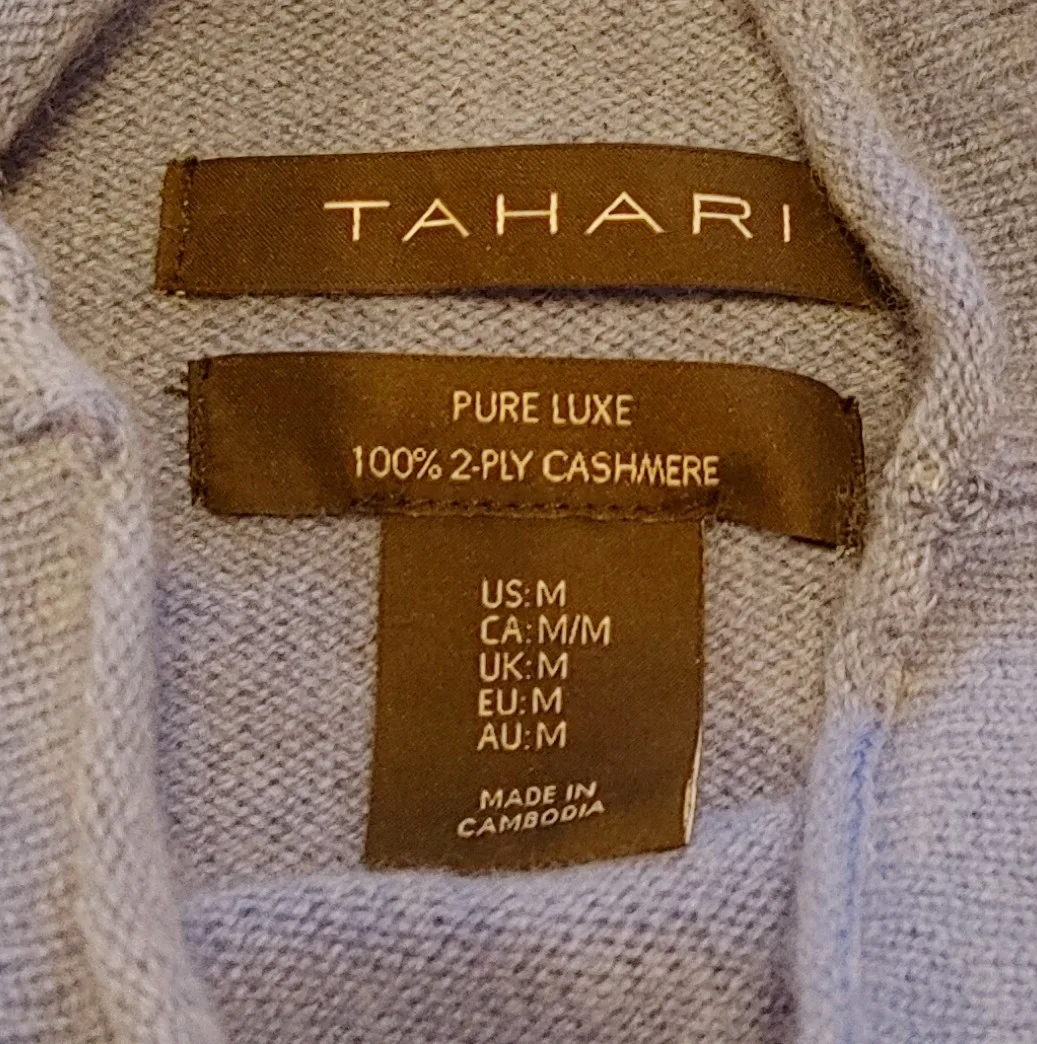 TAHARI
PURE LUXE
100% 2-PLY CASHMERE
US: M
CA: M/M
UK: M
EU: M
AU: M
MADE IN
CAMBODIA